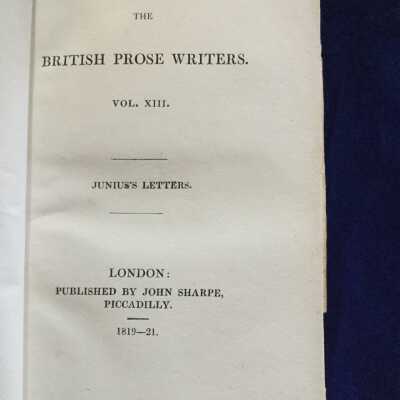 THE
BRITISH PROSE WRITERS.
VOL. XIII.
JUNIUS'S LETTERS.
LONDON:
PUBLISHED BY JOHN SHARPE,
PICCADILLY.
1819—21.